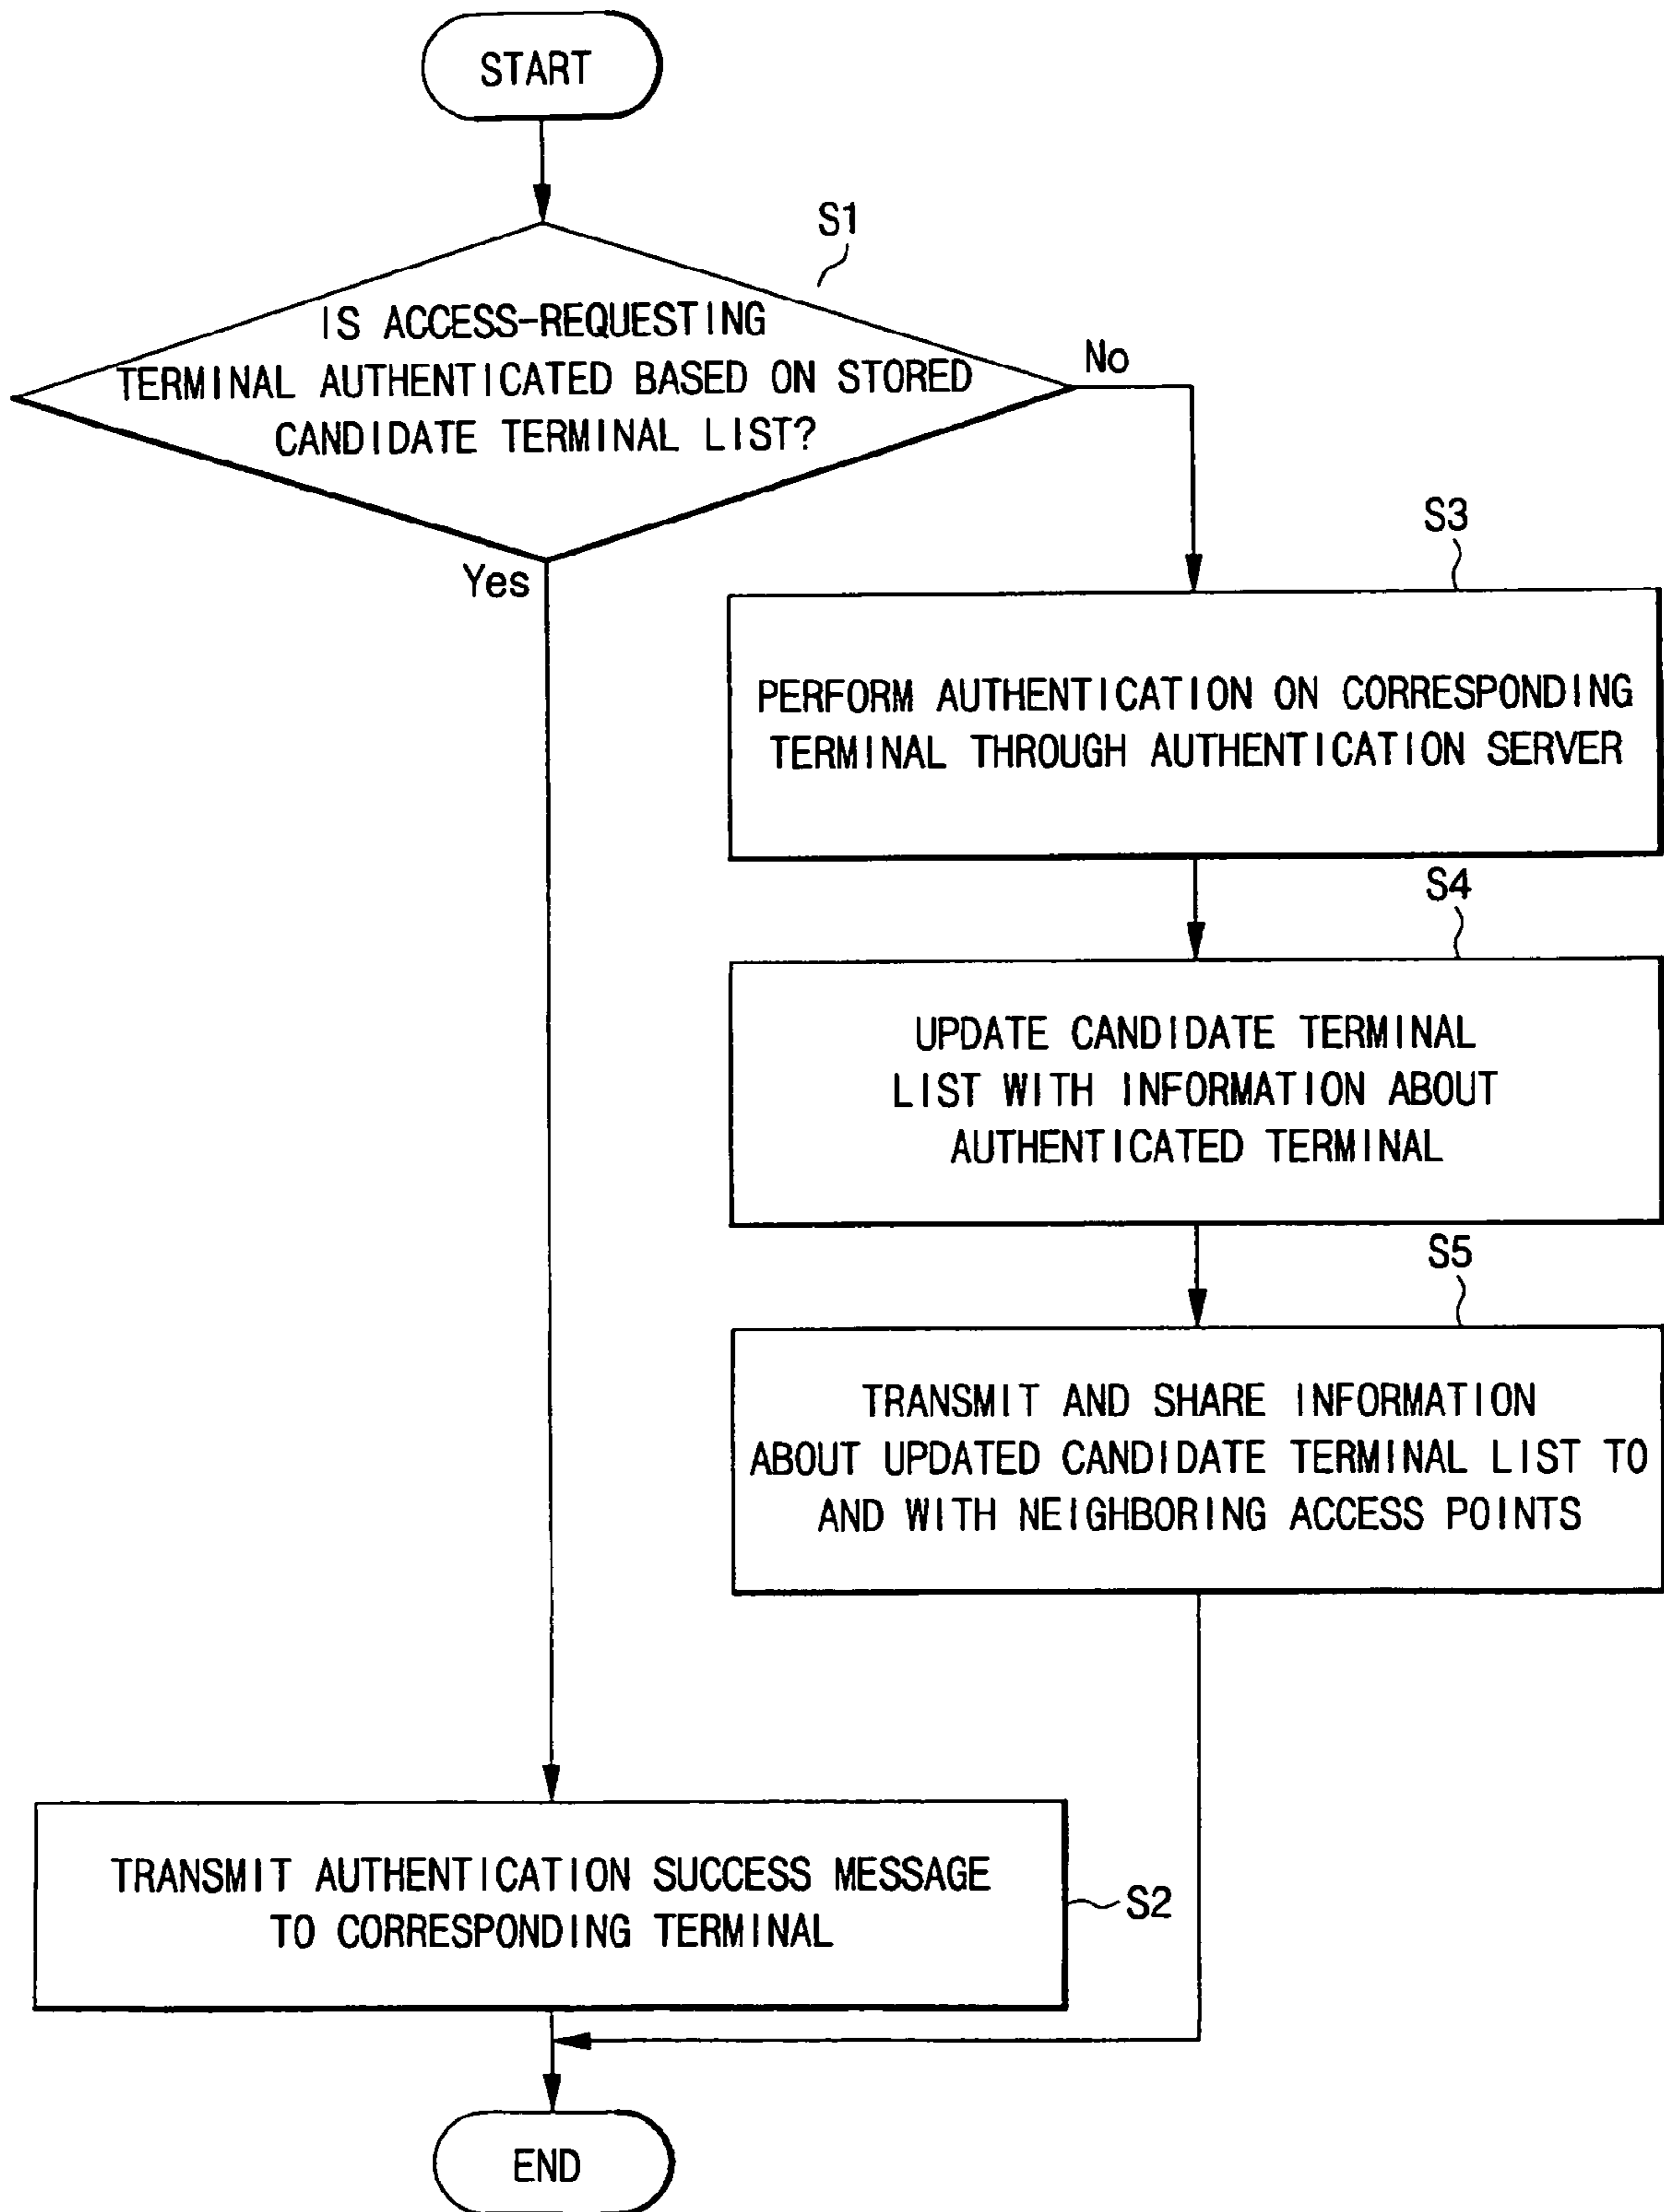 START
S1
IS ACCESS-REQUESTING
TERMINAL AUTHENTICATED BASED ON STORED
CANDIDATE TERMINAL LIST?
No
Yes
S3
PERFORM AUTHENTICATION ON CORRESPONDING
TERMINAL THROUGH AUTHENTICATION SERVER
S4
UPDATE CANDIDATE TERMINAL
LIST WITH INFORMATION ABOUT
AUTHENTICATED TERMINAL
S5
TRANSMIT AND SHARE INFORMATION
ABOUT UPDATED CANDIDATE TERMINAL LIST TO
AND WITH NEIGHBORING ACCESS POINTS
TRANSMIT AUTHENTICATION SUCCESS MESSAGE
TO CORRESPONDING TERMINAL
S2
END